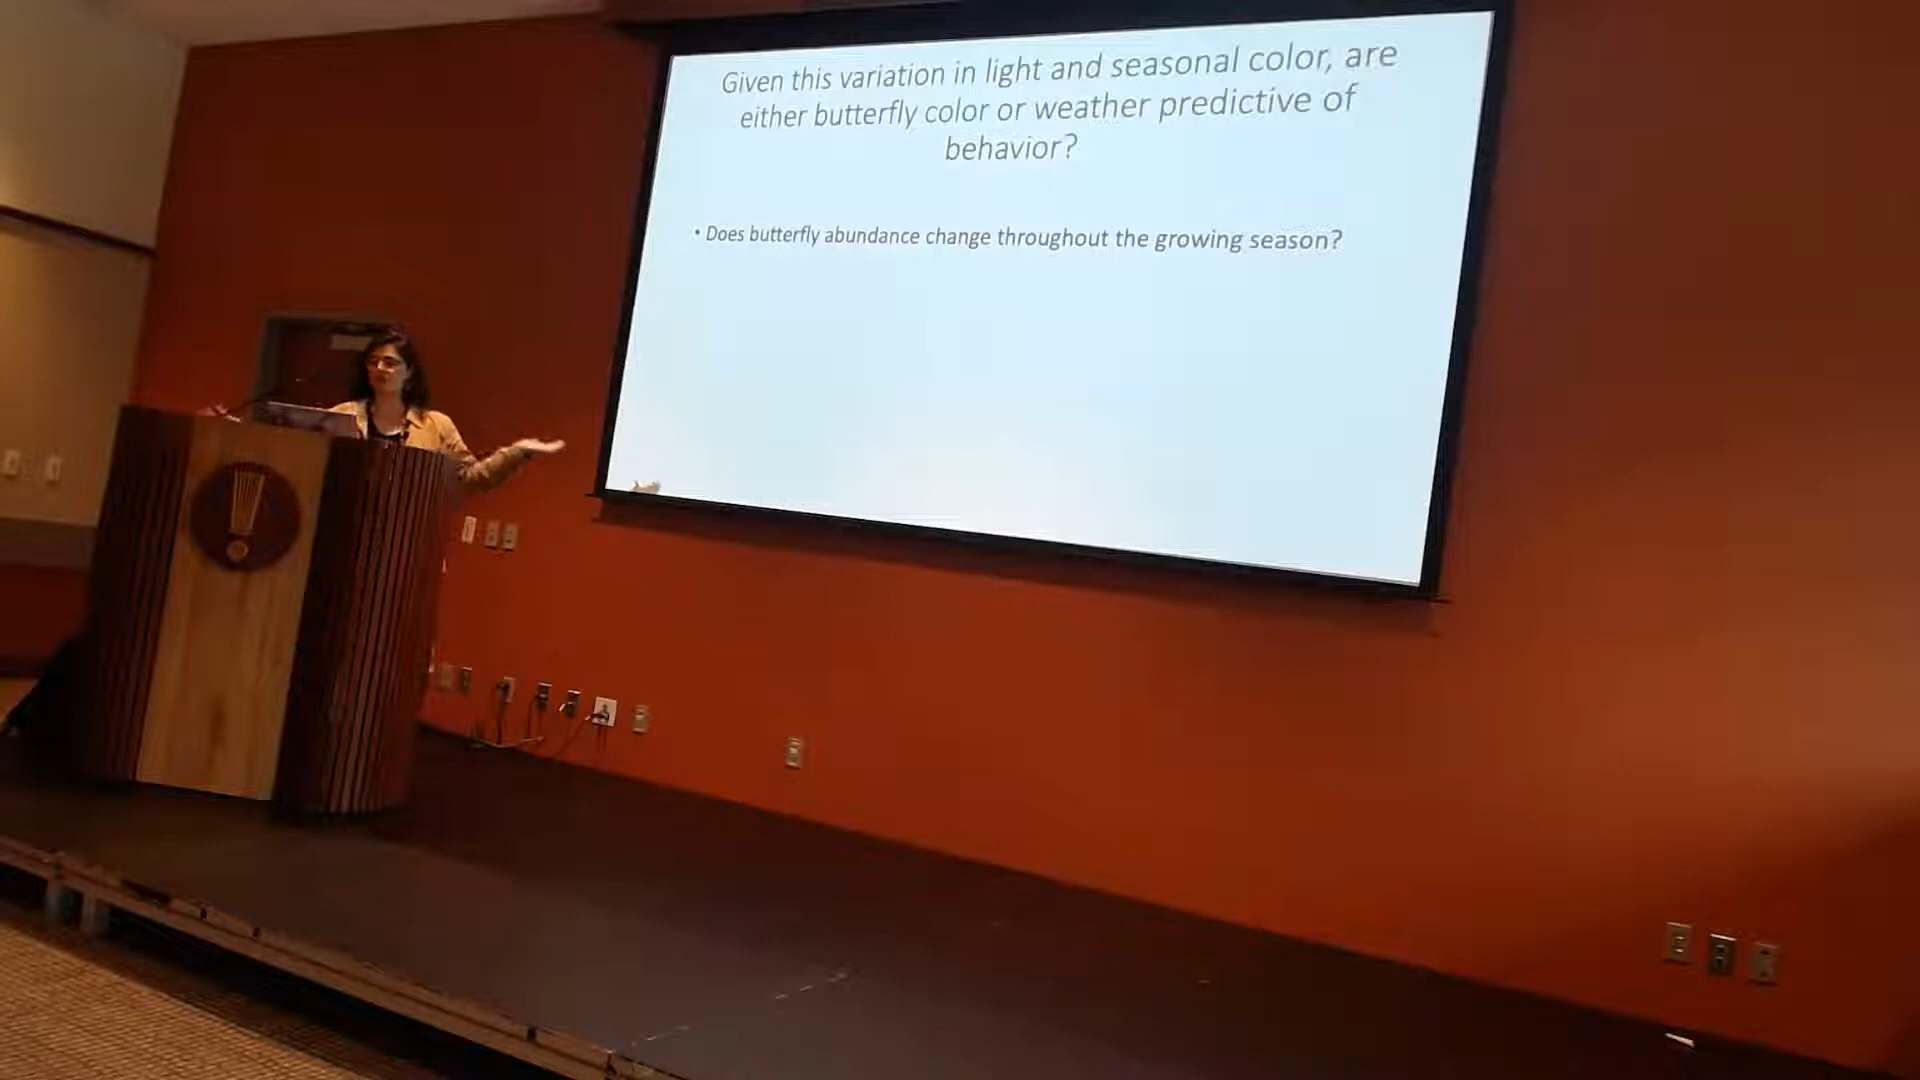 Given this variation in light and seasonal color, are
either butterfly color or weather predictive of
behavior?
• Does butterfly abundance change throughout the growing season?